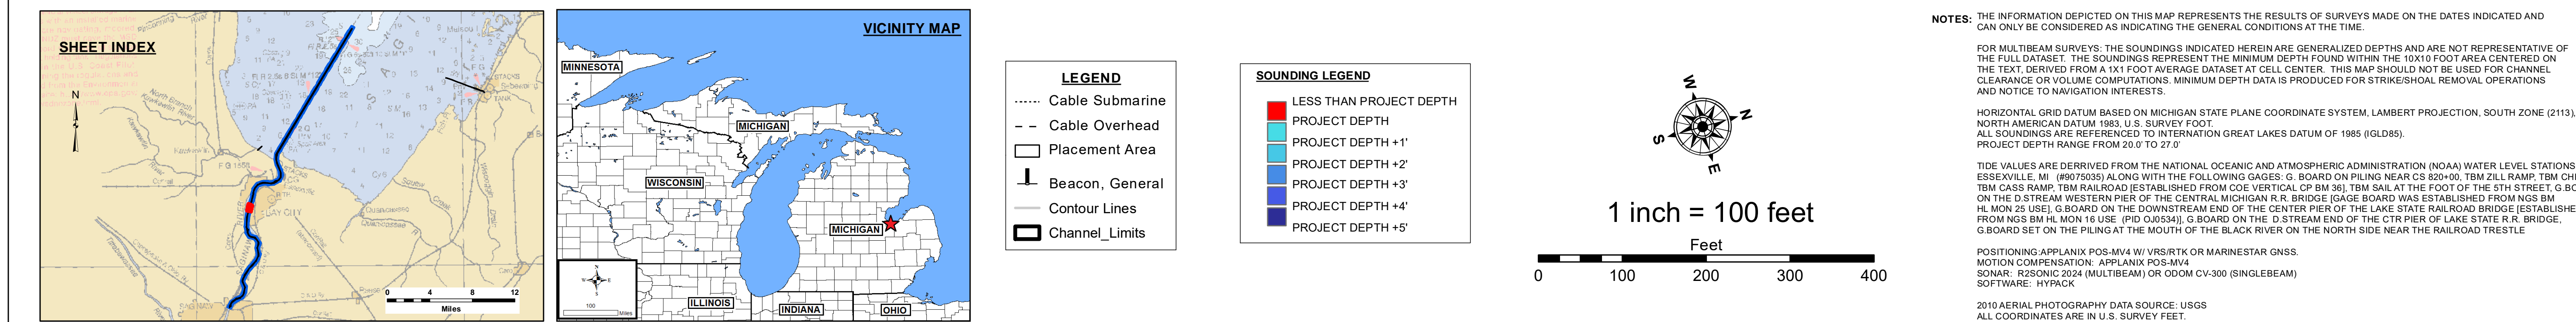 SHEET INDEX
N
BAY CITY
0 4 8 12
Miles
VICINITY MAP
MINNESOTA
MICHIGAN
WISCONSIN
MICHIGAN
ILLINOIS
INDIANA
OHIO
N
W E
S
100
Miles
LEGEND
Cable Submarine
Cable Overhead
Placement Area
Beacon, General
Contour Lines
Channel_Limits
SOUNDING LEGEND
LESS THAN PROJECT DEPTH
PROJECT DEPTH
PROJECT DEPTH +1'
PROJECT DEPTH +2'
PROJECT DEPTH +3'
PROJECT DEPTH +4'
PROJECT DEPTH +5'
W
N
S
E
1 inch = 100 feet
Feet
0 100 200 300 400
NOTES: THE INFORMATION DEPICTED ON THIS MAP REPRESENTS THE RESULTS OF SURVEYS MADE ON THE DATES INDICATED AND
CAN ONLY BE CONSIDERED AS INDICATING THE GENERAL CONDITIONS AT THE TIME.
FOR MULTIBEAM SURVEYS: THE SOUNDINGS INDICATED HEREIN ARE GENERALIZED DEPTHS AND ARE NOT REPRESENTATIVE OF
THE FULL DATASET. THE SOUNDINGS REPRESENT THE MINIMUM DEPTH FOUND WITHIN THE 10X10 FOOT AREA CENTERED ON
THE TEXT, DERIVED FROM A 1X1 FOOT AVERAGE DATASET AT CELL CENTER. THIS MAP SHOULD NOT BE USED FOR CHANNEL
CLEARANCE OR VOLUME COMPUTATIONS. MINIMUM DEPTH DATA IS PRODUCED FOR STRIKE/SHOAL REMOVAL OPERATIONS
AND NOTICE TO NAVIGATION INTERESTS.
HORIZONTAL GRID DATUM BASED ON MICHIGAN STATE PLANE COORDINATE SYSTEM, LAMBERT PROJECTION, SOUTH ZONE (2113),
NORTH AMERICAN DATUM 1983, U.S. SURVEY FOOT.
ALL SOUNDINGS ARE REFERENCED TO INTERNATION GREAT LAKES DATUM OF 1985 (IGLD85).
PROJECT DEPTH RANGE FROM 20.0' TO 27.0'
TIDE VALUES ARE DERRIVED FROM THE NATIONAL OCEANIC AND ATMOSPHERIC ADMINISTRATION (NOAA) WATER LEVEL STATIONS
ESSEXVILLE, MI (#9075035) ALONG WITH THE FOLLOWING GAGES: G. BOARD ON PILING NEAR CS 820+00, TBM ZILL RAMP, TBM CH
TBM CASS RAMP, TBM RAILROAD [ESTABLISHED FROM COE VERTICAL CP BM 36], TBM SAIL AT THE FOOT OF THE 5TH STREET, G.BO
ON THE D.STREAM WESTERN PIER OF THE CENTRAL MICHIGAN R.R. BRIDGE [GAGE BOARD WAS ESTABLISHED FROM NGS BM
HL MON 25 USE], G.BOARD ON THE DOWNSTREAM END OF THE CENTER PIER OF THE LAKE STATE RAILROAD BRIDGE [ESTABLISHE
FROM NGS BM HL MON 16 USE (PID OJ0534)], G.BOARD ON THE D.STREAM END OF THE CTR PIER OF LAKE STATE R.R. BRIDGE,
G.BOARD SET ON THE PILING AT THE MOUTH OF THE BLACK RIVER ON THE NORTH SIDE NEAR THE RAILROAD TRESTLE
POSITIONING:APPLANIX POS-MV4 W/ VRS/RTK OR MARINESTAR GNSS.
MOTION COMPENSATION: APPLANIX POS-MV4
SONAR: R2SONIC 2024 (MULTIBEAM) OR ODOM CV-300 (SINGLEBEAM)
SOFTWARE: HYPACK
2010 AERIAL PHOTOGRAPHY DATA SOURCE: USGS
ALL COORDINATES ARE IN U.S. SURVEY FEET.